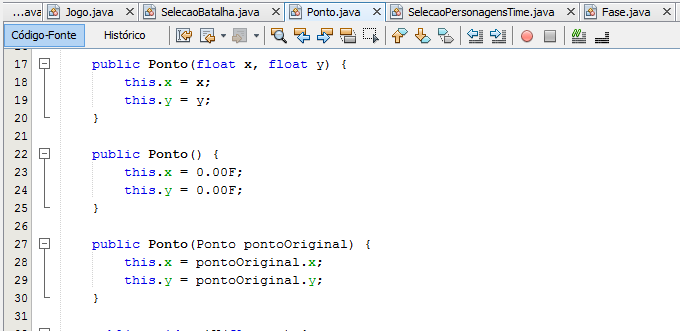 ...ava Jogo.java SelecaoBatalha.java Ponto.java SelecaoPersonagensTime.java Fase.java
Código-Fonte Histórico
17 public Ponto(float x, float y) {
18 this.x = x;
19 this.y = y;
20 }
21
22 public Ponto() {
23 this.x = 0.00F;
24 this.y = 0.00F;
25 }
26
27 public Ponto(Ponto pontoOriginal) {
28 this.x = pontoOriginal.x;
29 this.y = pontoOriginal.y;
30 }
31